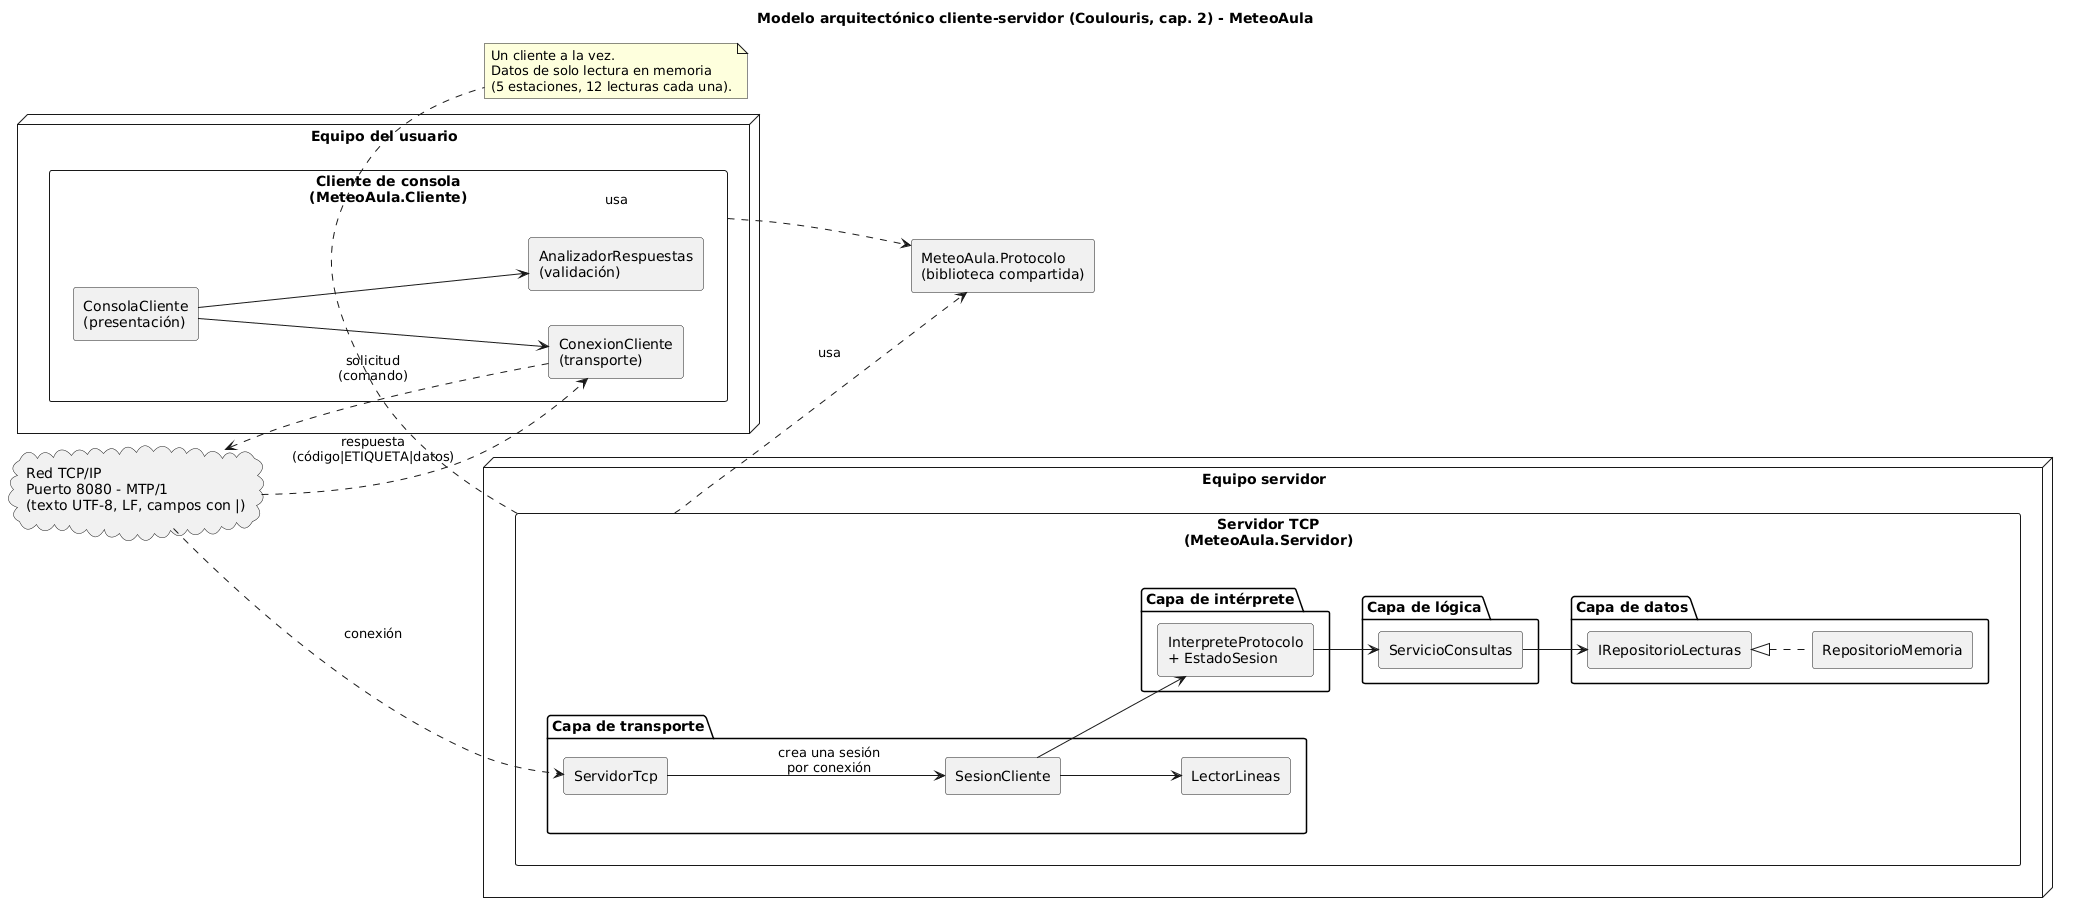 Modelo arquitectónico cliente-servidor (Coulouris, cap. 2) - MeteoAula
Un cliente a la vez.
Datos de solo lectura en memoria
(5 estaciones, 12 lecturas cada una).
Equipo del usuario
Cliente de consola
(MeteoAula.Cliente)
usa
AnalizadorRespuestas
(validación)
ConsolaCliente
(presentación)
ConexionCliente
(transporte)
MeteoAula.Protocolo
(biblioteca compartida)
usa
solicitud
(comando)
respuesta
(código|ETIQUETA|datos)
Red TCP/IP
Puerto 8080 - MTP/1
(texto UTF-8, LF, campos con |)
conexión
Equipo servidor
Servidor TCP
(MeteoAula.Servidor)
Capa de intérprete
InterpreteProtocolo
+ EstadoSesion
Capa de lógica
ServicioConsultas
Capa de datos
IRepositorioLecturas
RepositorioMemoria
Capa de transporte
ServidorTcp
crea una sesión
por conexión
SesionCliente
LectorLineas